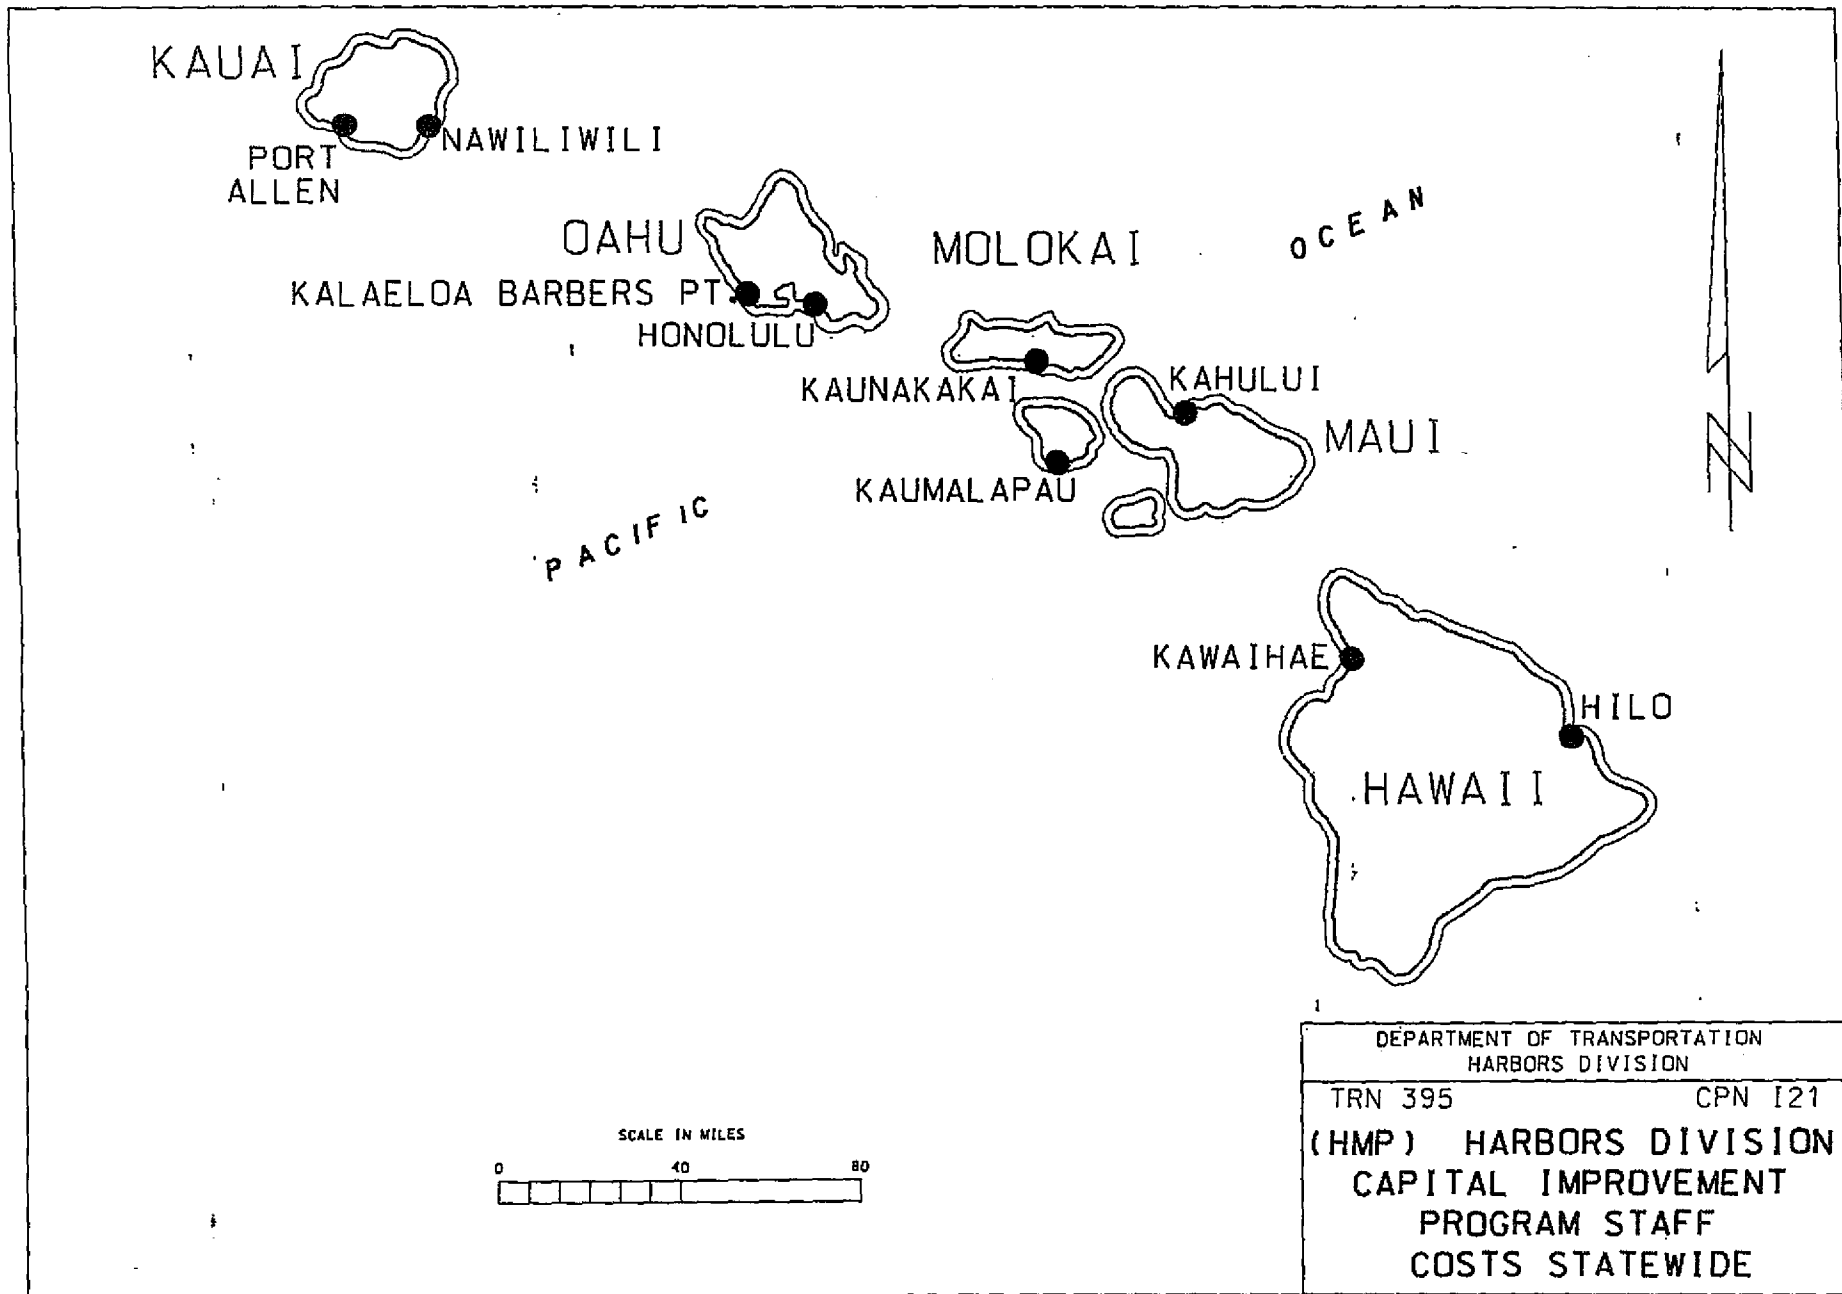 KAUAI
PORT
ALLEN
NAWILIWILI
OAHU
KALAELOA BARBERS PT.
HONOLULU
MOLOKAI
KAUNAKAKAI
KAHULUI
MAUI
KAUMALAPAU
PACIFIC
OCEAN
N
KAWAIHAE
HILO
HAWAII
SCALE IN MILES
0 40 80
DEPARTMENT OF TRANSPORTATION
HARBORS DIVISION
TRN 395 CPN I21
(HMP) HARBORS DIVISION
CAPITAL IMPROVEMENT
PROGRAM STAFF
COSTS STATEWIDE